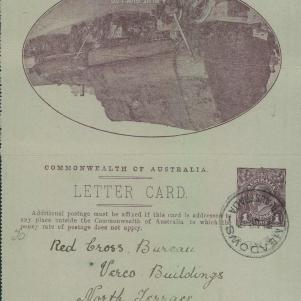 COMMONWEALTH OF AUSTRALIA.
LETTER CARD.
Additional postage must be affixed if this card is addressed to
any place outside the Commonwealth of Australia to which the
penny rate of postage does not apply.
Red Cross Bureau
Verco Buildings
North Terrace
MEADOWS